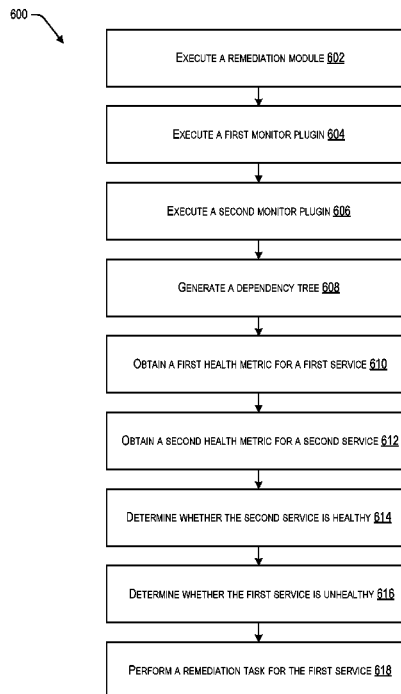 600
EXECUTE A REMEDIATION MODULE 602
EXECUTE A FIRST MONITOR PLUGIN 604
EXECUTE A SECOND MONITOR PLUGIN 606
GENERATE A DEPENDENCY TREE 608
OBTAIN A FIRST HEALTH METRIC FOR A FIRST SERVICE 610
OBTAIN A SECOND HEALTH METRIC FOR A SECOND SERVICE 612
DETERMINE WHETHER THE SECOND SERVICE IS HEALTHY 614
DETERMINE WHETHER THE FIRST SERVICE IS UNHEALTHY 616
PERFORM A REMEDIATION TASK FOR THE FIRST SERVICE 618